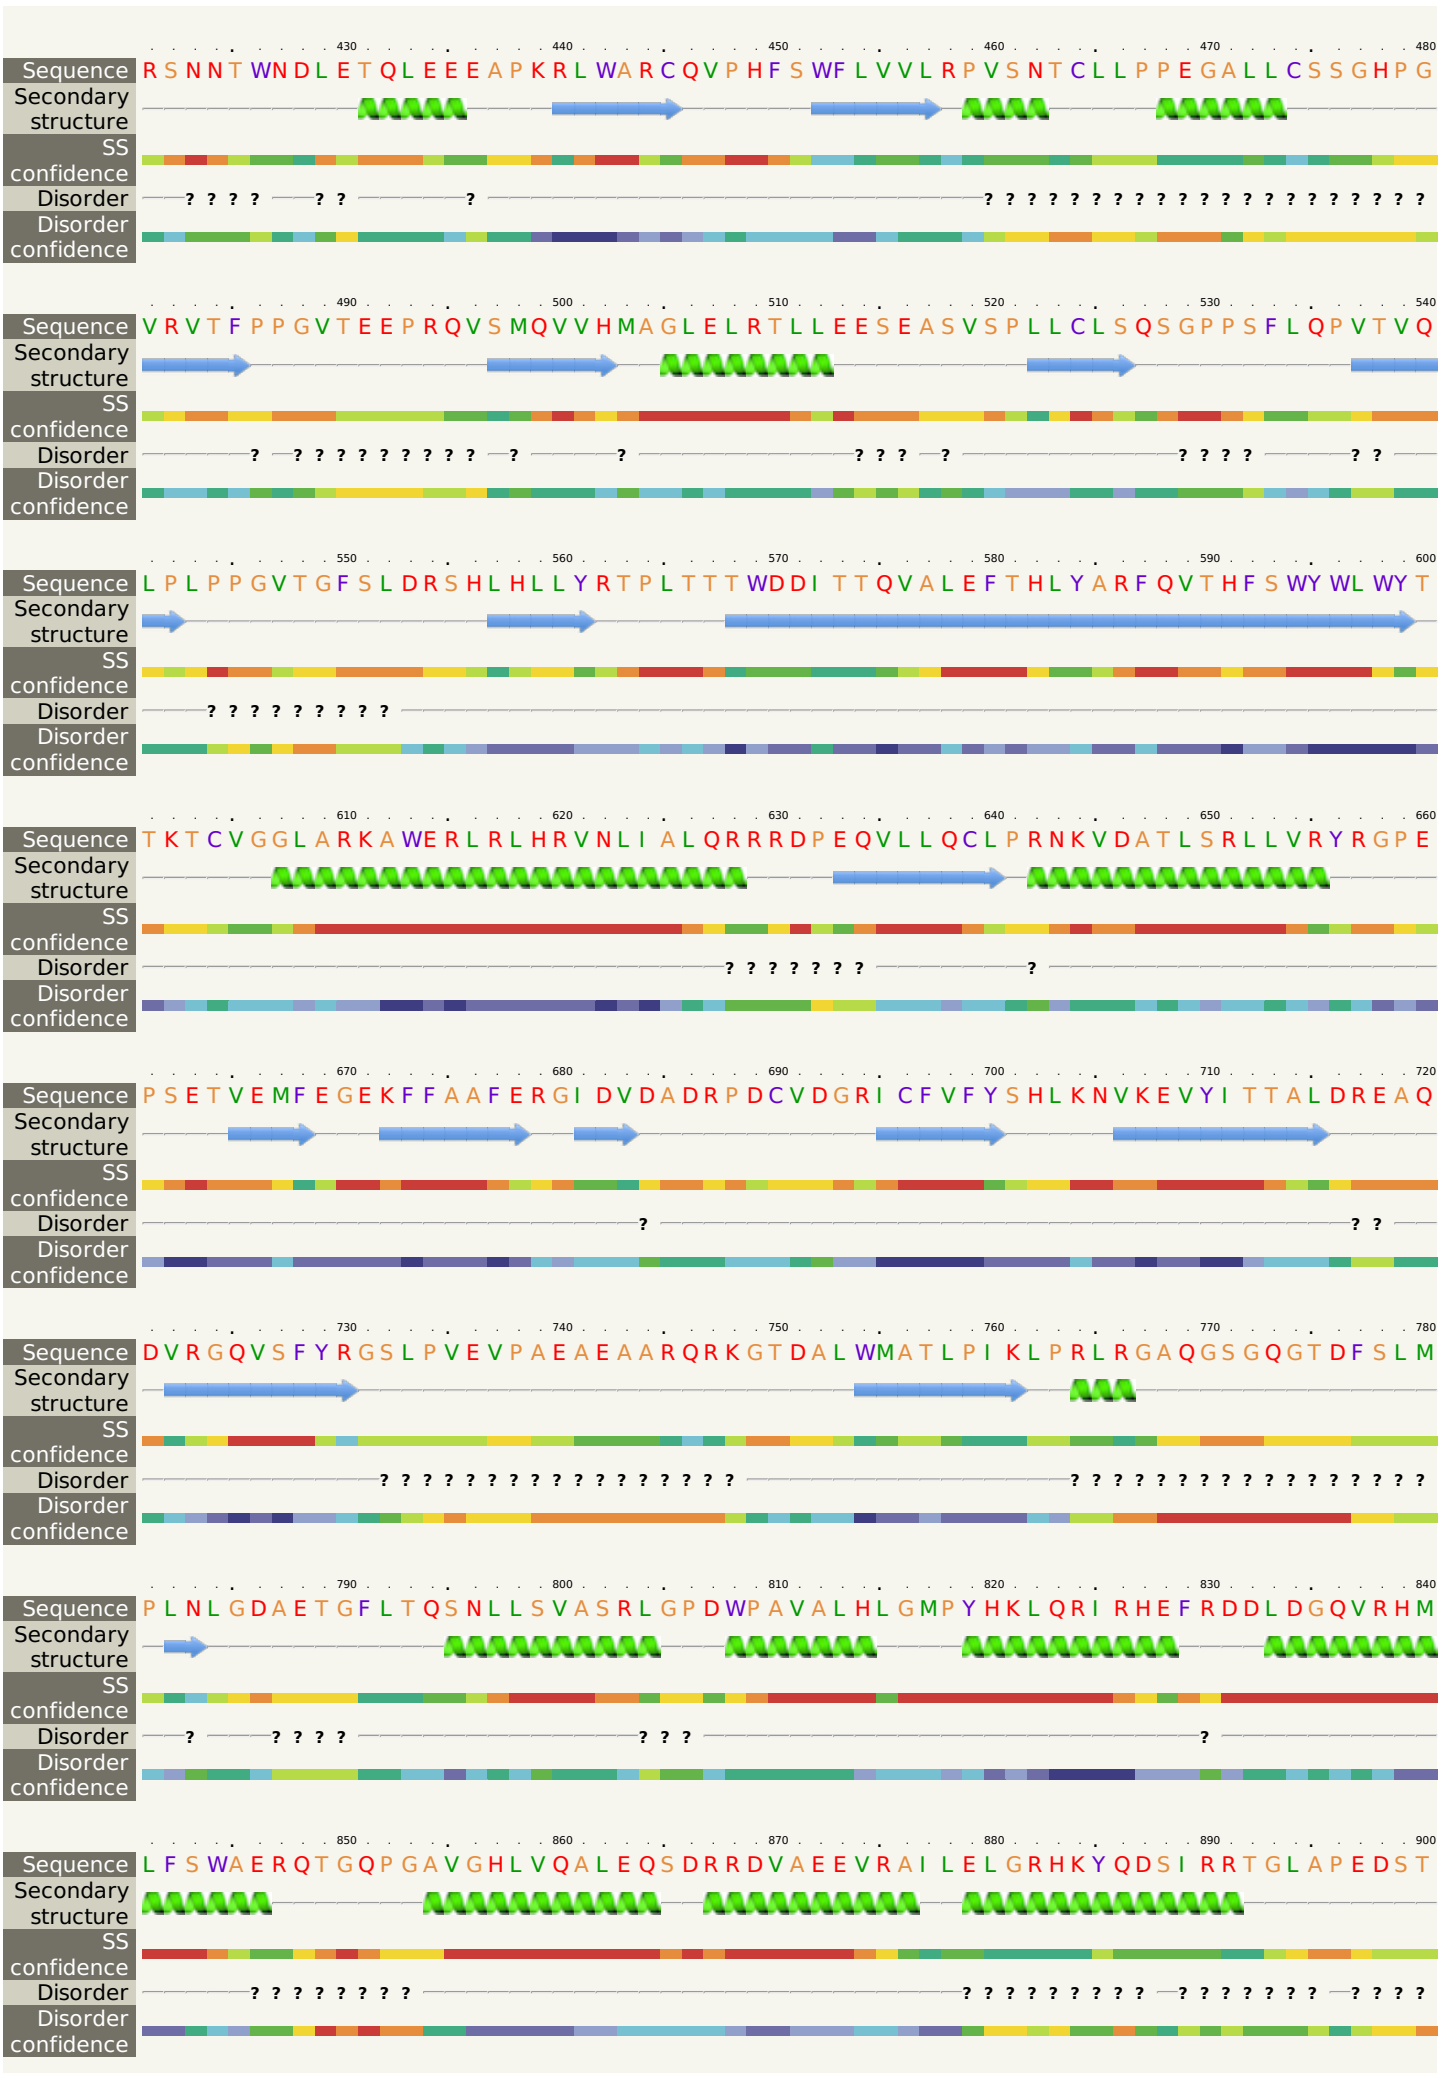 430 440 450 460 470 480
Sequence R S N N T W N D L E T Q L E E E A P K R L W A R C Q V P H F S W F L V V L R P V S N T C L L P P E G A L L C S S G H P G
Secondary
structure
SS
confidence
Disorder ? ? ? ? ? ? ? ? ? ? ? ? ? ? ? ? ? ? ? ? ? ? ? ? ? ? ? ?
Disorder
confidence
490 500 510 520 530 540
Sequence V R V T F P P G V T E E P R Q V S M Q V V H M A G L E L R T L L E E S E A S V S P L L C L S Q S G P P S F L Q P V T V Q
Secondary
structure
SS
confidence
Disorder ? ? ? ? ? ? ? ? ? ? ? ? ? ? ? ? ? ? ? ? ? ?
Disorder
confidence
550 560 570 580 590 600
Sequence L P L P P G V T G F S L D R S H L H L L Y R T P L T T T W D D I T T Q V A L E F T H L Y A R F Q V T H F S W Y W L W Y T
Secondary
structure
SS
confidence
Disorder ? ? ? ? ? ? ? ? ?
Disorder
confidence
610 620 630 640 650 660
Sequence T K T C V G G L A R K A W E R L R L H R V N L I A L Q R R R D P E Q V L L Q C L P R N K V D A T L S R L L V R Y R G P E
Secondary
structure
SS
confidence
Disorder ? ? ? ? ? ? ? ?
Disorder
confidence
670 680 690 700 710 720
Sequence P S E T V E M F E G E K F F A A F E R G I D V D A D R P D C V D G R I C F V F Y S H L K N V K E V Y I T T A L D R E A Q
Secondary
structure
SS
confidence
Disorder ? ? ?
Disorder
confidence
730 740 750 760 770 780
Sequence D V R G Q V S F Y R G S L P V E V P A E A E A A R Q R K G T D A L W M A T L P I K L P R L R G A Q G S G Q G T D F S L M
Secondary
structure
SS
confidence
Disorder ? ? ? ? ? ? ? ? ? ? ? ? ? ? ? ? ? ? ? ? ? ? ? ? ? ? ? ? ? ? ? ? ? ?
Disorder
confidence
790 800 810 820 830 840
Sequence P L N L G D A E T G F L T Q S N L L S V A S R L G P D W P A V A L H L G M P Y H K L Q R I R H E F R D D L D G Q V R H M
Secondary
structure
SS
confidence
Disorder ? ? ? ? ? ? ? ? ?
Disorder
confidence
850 860 870 880 890 900
Sequence L F S W A E R Q T G Q P G A V G H L V Q A L E Q S D R R D V A E E V R A I L E L G R H K Y Q D S I R R T G L A P E D S T
Secondary
structure
SS
confidence
Disorder ? ? ? ? ? ? ? ? ? ? ? ? ? ? ? ? ? ? ? ? ? ? ? ? ? ? ? ?
Disorder
confidence